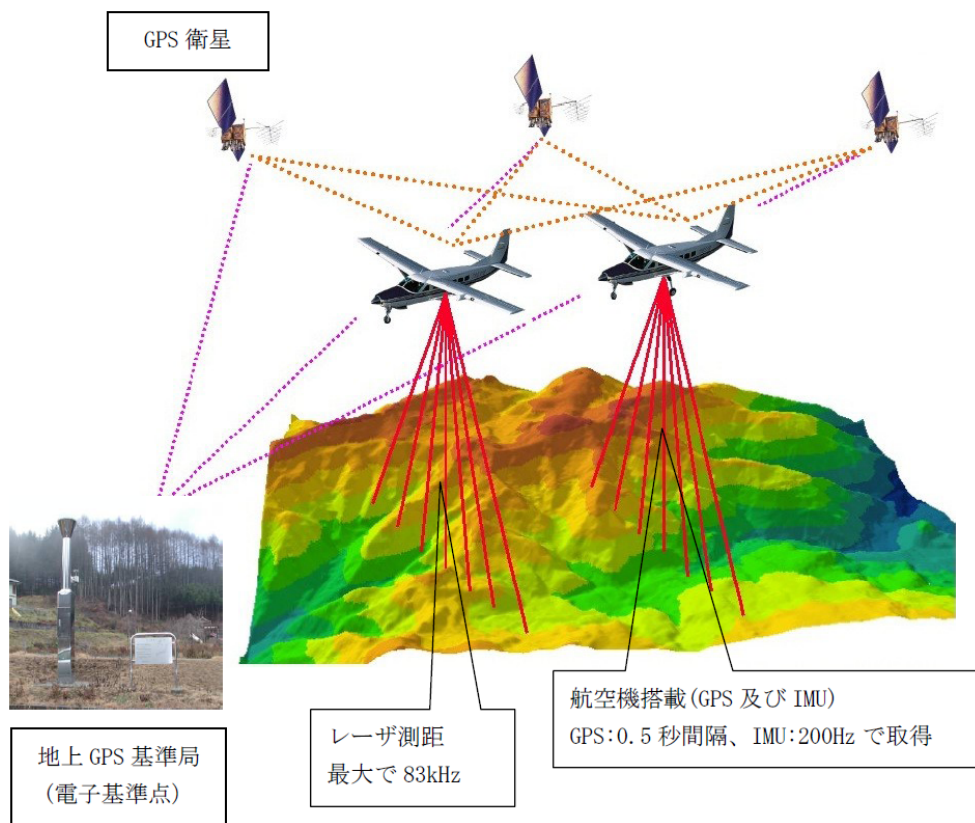 GPS 衛星
レーザ測距
最大で 83kHz
航空機搭載(GPS 及び IMU)
GPS:0.5 秒間隔、IMU:200Hz で取得
地上 GPS 基準局
(電子基準点)